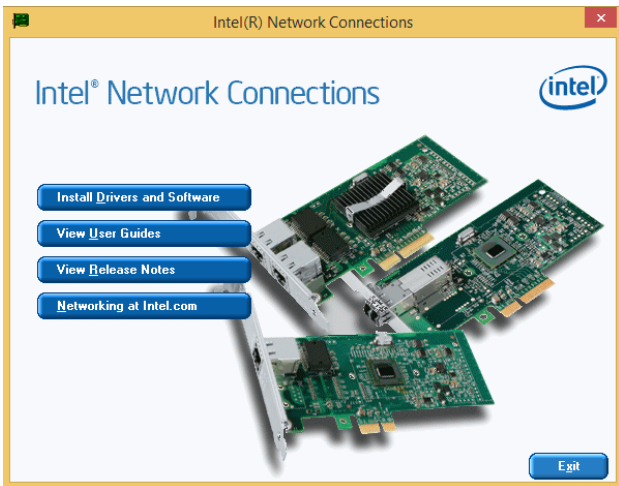 Intel(R) Network Connections
Intel® Network Connections
intel
Install Drivers and Software
View User Guides
View Release Notes
Networking at Intel.com
Exit